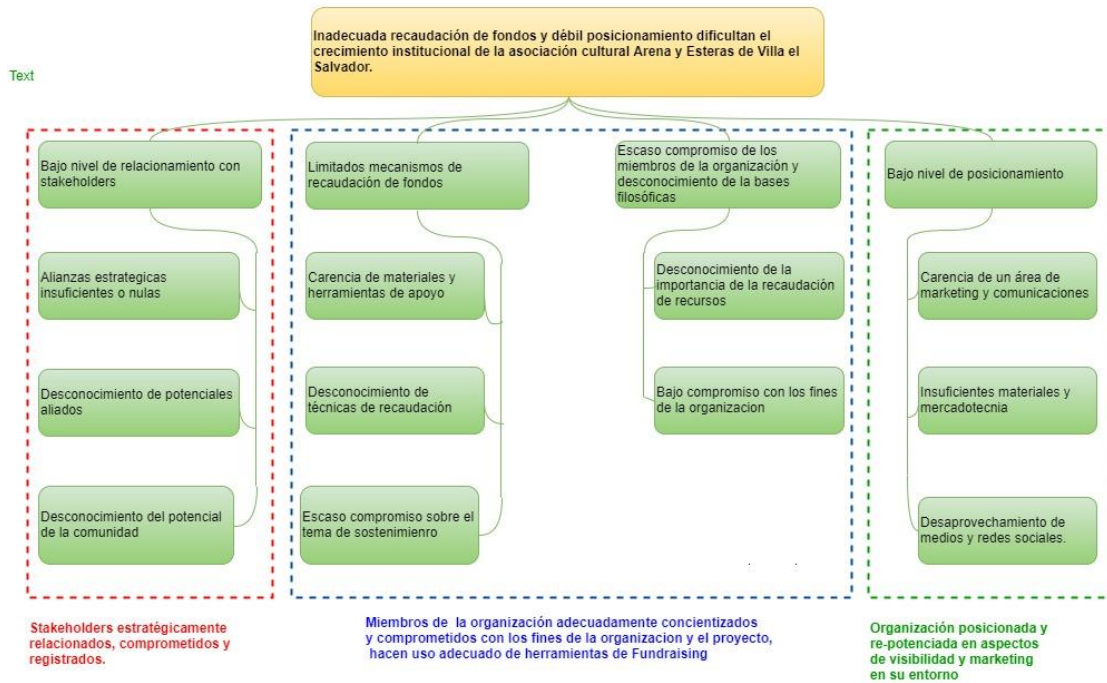 Inadecuada recaudación de fondos y débil posicionamiento dificultan el
crecimiento institucional de la asociación cultural Arena y Esteras de Villa el
Salvador.
Text
Bajo nivel de relacionamiento con
stakeholders
Alianzas estrategicas
insuficientes o nulas
Desconocimiento de potenciales
aliados
Desconocimiento del potencial
de la comunidad
Limitados mecanismos de
recaudación de fondos
Carencia de materiales y
herramientas de apoyo
Desconocimiento de
técnicas de recaudación
Escaso compromiso sobre el
tema de sostenimienro
Escaso compromiso de los
miembros de la organización y
desconocimiento de la bases
filosóficas
Desconocimiento de la
importancia de la recaudación
de recursos
Bajo compromiso con los fines
de la organizacion
Bajo nivel de posicionamiento
Carencia de un área de
marketing y comunicaciones
Insuficientes materiales y
mercadotecnia
Desaprovechamiento de
medios y redes sociales.
Stakeholders estratégicamente
relacionados, comprometidos y
registrados.
Miembros de la organización adecuadamente concientizados
y comprometidos con los fines de la organizacion y el proyecto,
hacen uso adecuado de herramientas de Fundraising
Organización posicionada y
re-potenciada en aspectos
de visibilidad y marketing
en su entorno